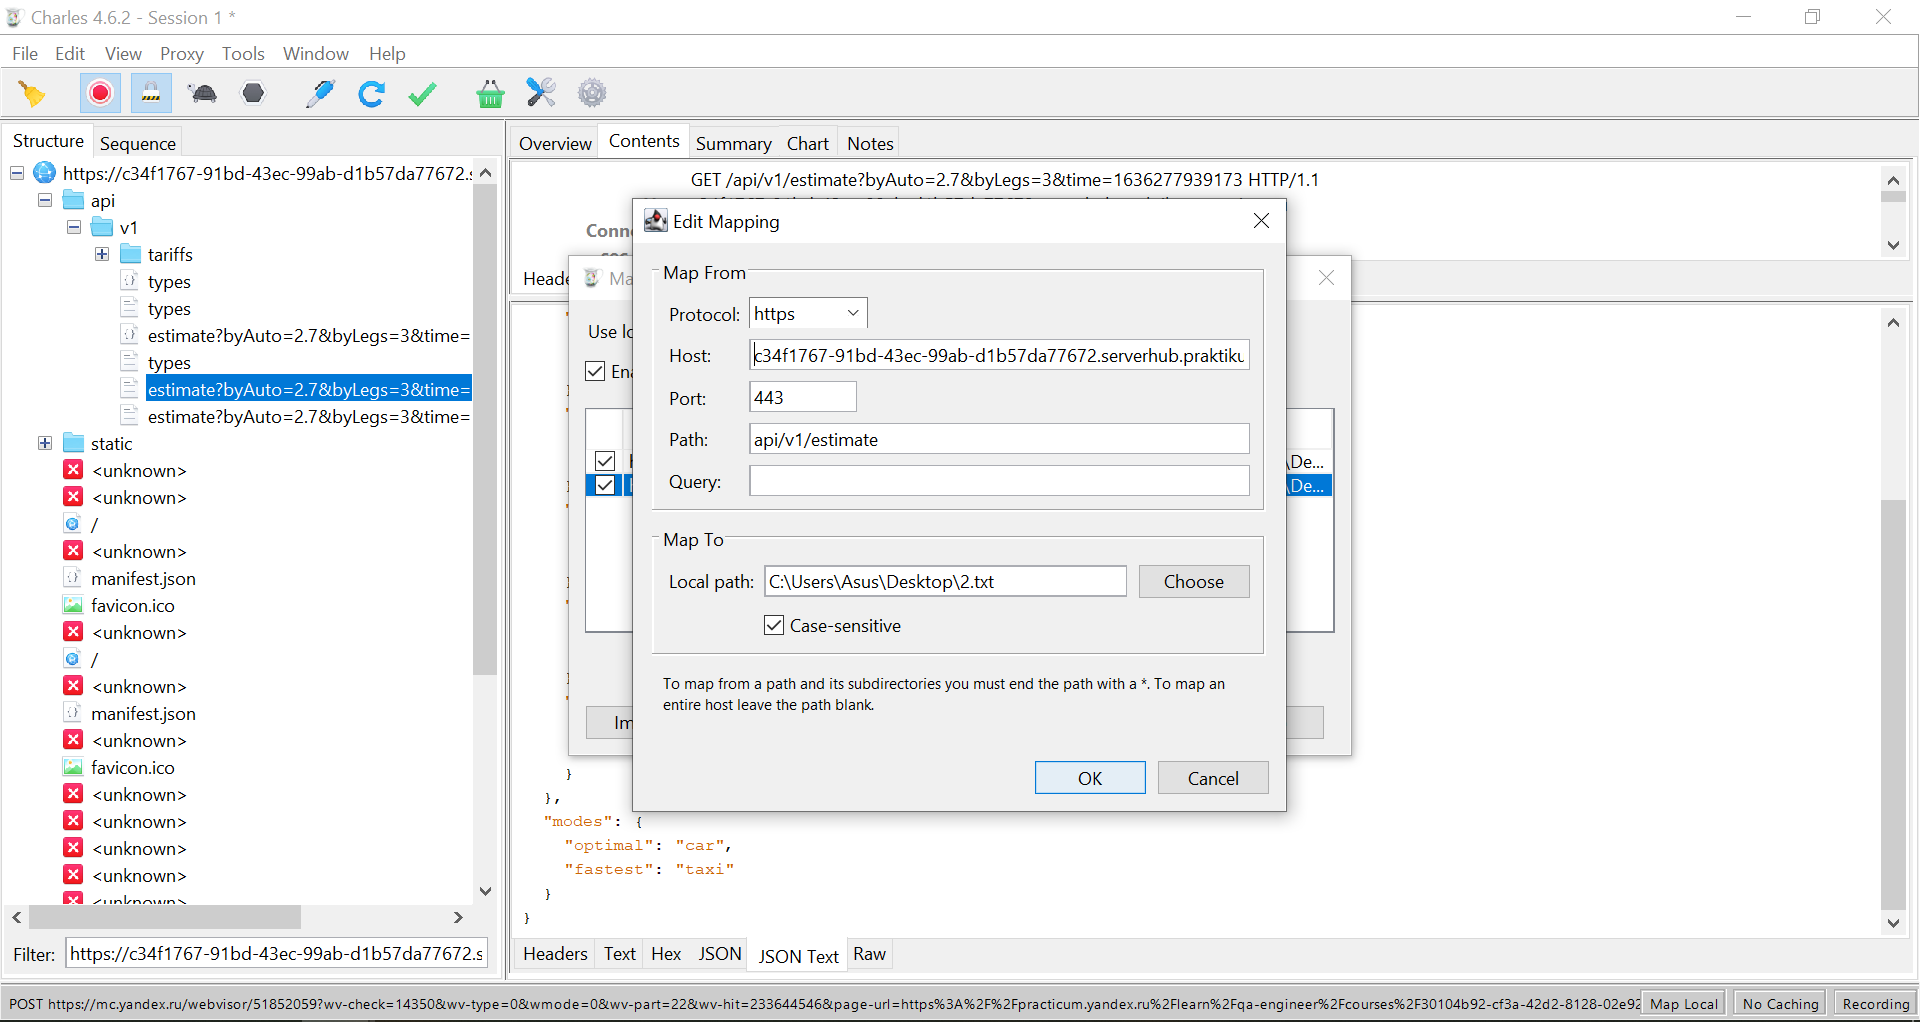 Charles 4.6.2 - Session 1 *
File Edit View Proxy Tools Window Help
Structure Sequence
https://c34f1767-91bd-43ec-99ab-d1b57da77672.s
api
v1
tariffs
types
types
estimate?byAuto=2.7&byLegs=3&time=
types
estimate?byAuto=2.7&byLegs=3&time=
estimate?byAuto=2.7&byLegs=3&time=
static
<unknown>
<unknown>
/
<unknown>
manifest.json
favicon.ico
<unknown>
/
<unknown>
manifest.json
<unknown>
favicon.ico
<unknown>
<unknown>
<unknown>
<unknown>
<unknown>
Filter: https://c34f1767-91bd-43ec-99ab-d1b57da77672.s
Overview Contents Summary Chart Notes
GET /api/v1/estimate?byAuto=2.7&byLegs=3&time=1636277939173 HTTP/1.1
Conne
Heade
Ma
Use lo
Ena
\De...
\De...
Im
Edit Mapping
Map From
Protocol: https
Host: c34f1767-91bd-43ec-99ab-d1b57da77672.serverhub.praktiku
Port: 443
Path: api/v1/estimate
Query:
Map To
Local path: C:\Users\Asus\Desktop\2.txt Choose
Case-sensitive
To map from a path and its subdirectories you must end the path with a *. To map an
entire host leave the path blank.
OK Cancel
}
},
"modes": {
"optimal": "car",
"fastest": "taxi"
}
}
Headers Text Hex JSON JSON Text Raw
POST https://mc.yandex.ru/webvisor/51852059?wv-check=14350&wv-type=0&wmode=0&wv-part=22&wv-hit=233644546&page-url=https%3A%2F%2Fpracticum.yandex.ru%2Flearn%2Fqa-engineer%2Fcourses%2F30104b92-cf3a-42d2-8128-02e92 Map Local No Caching Recording